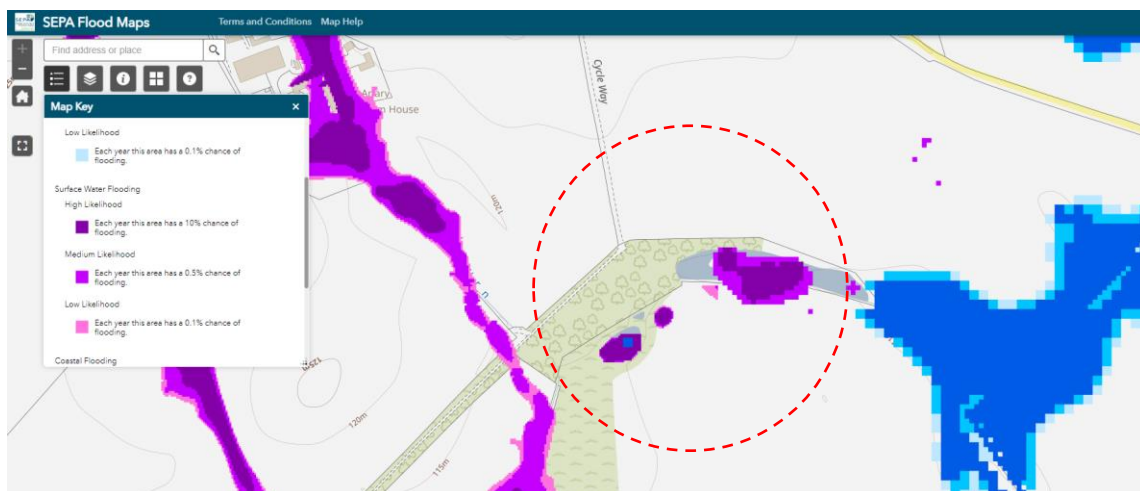 SEPA
SEPA Flood Maps
Terms and Conditions
Map Help
Find address or place
Map Key
×
Low Likelihood
Each year this area has a 0.1% chance of
flooding.
Surface Water Flooding
High Likelihood
Each year this area has a 10% chance of
flooding.
Medium Likelihood
Each year this area has a 0.5% chance of
flooding.
Low Likelihood
Each year this area has a 0.1% chance of
flooding.
Coastal Flooding
House
Cycle Way
120m
125m
120m
115m